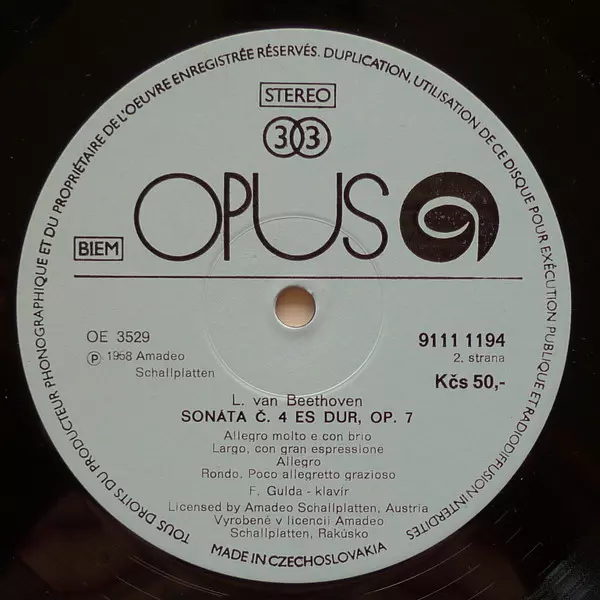 TOUS DROITS DU PRODUCTEUR PHONOGRAPHIQUE ET DU PROPRIÉTAIRE DE L'OEUVRE ENREGISTRÉE RÉSERVÉS. DUPLICATION, UTILISATION DE CE DISQUE POUR EXÉCUTION PUBLIQUE ET RADIODIFFUSION INTERDITES
STEREO
33
OPUS
BIEM
OE 3529
9111 1194
℗ 1968 Amadeo
Schallplatten
2. strana
Kčs 50,-
L. van Beethoven
SONÁTA Č. 4 ES DUR, OP. 7
Allegro molto e con brio
Largo, con gran espressione
Allegro
Rondo. Poco allegretto grazioso
F. Gulda - klavír
Licensed by Amadeo Schallplatten, Austria
Vyrobené v licencii Amadeo
Schallplatten, Rakúsko
MADE IN CZECHOSLOVAKIA